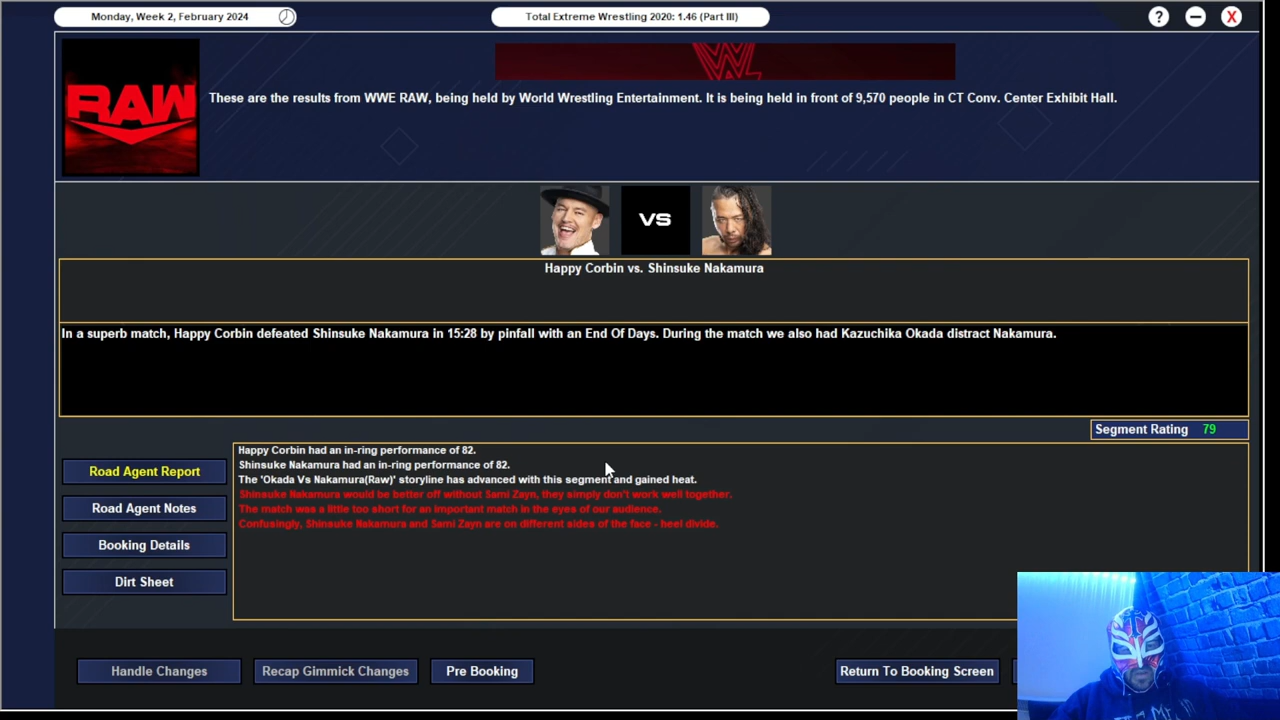 Monday, Week 2, February 2024
Total Extreme Wrestling 2020: 1.46 (Part III)
?
X
RAW
These are the results from WWE RAW, being held by World Wrestling Entertainment. It is being held in front of 9,570 people in CT Conv. Center Exhibit Hall.
VS
Happy Corbin vs. Shinsuke Nakamura
In a superb match, Happy Corbin defeated Shinsuke Nakamura in 15:28 by pinfall with an End Of Days. During the match we also had Kazuchika Okada distract Nakamura.
Segment Rating 79
Road Agent Report
Road Agent Notes
Booking Details
Dirt Sheet
Happy Corbin had an in-ring performance of 82.
Shinsuke Nakamura had an in-ring performance of 82.
The 'Okada Vs Nakamura(Raw)' storyline has advanced with this segment and gained heat.
Shinsuke Nakamura would be better off without Sami Zayn, they simply don't work well together.
The match was a little too short for an important match in the eyes of our audience.
Confusingly, Shinsuke Nakamura and Sami Zayn are on different sides of the face - heel divide.
Handle Changes
Recap Gimmick Changes
Pre Booking
Return To Booking Screen